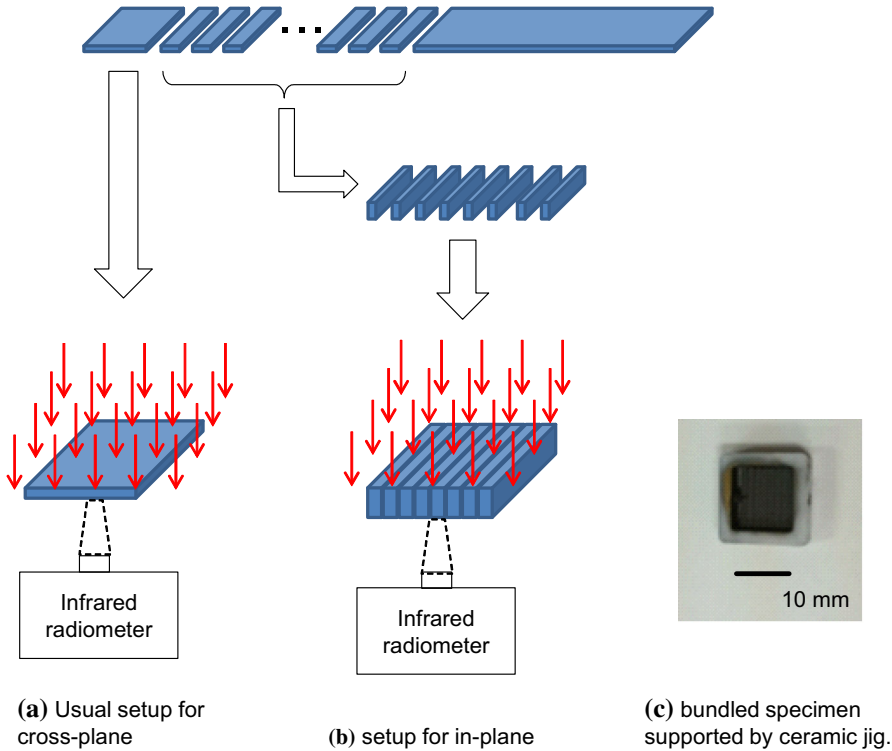 Infrared
radiometer
Infrared
radiometer
10 mm
(a) Usual setup for
cross-plane
(b) setup for in-plane
(c) bundled specimen
supported by ceramic jig.